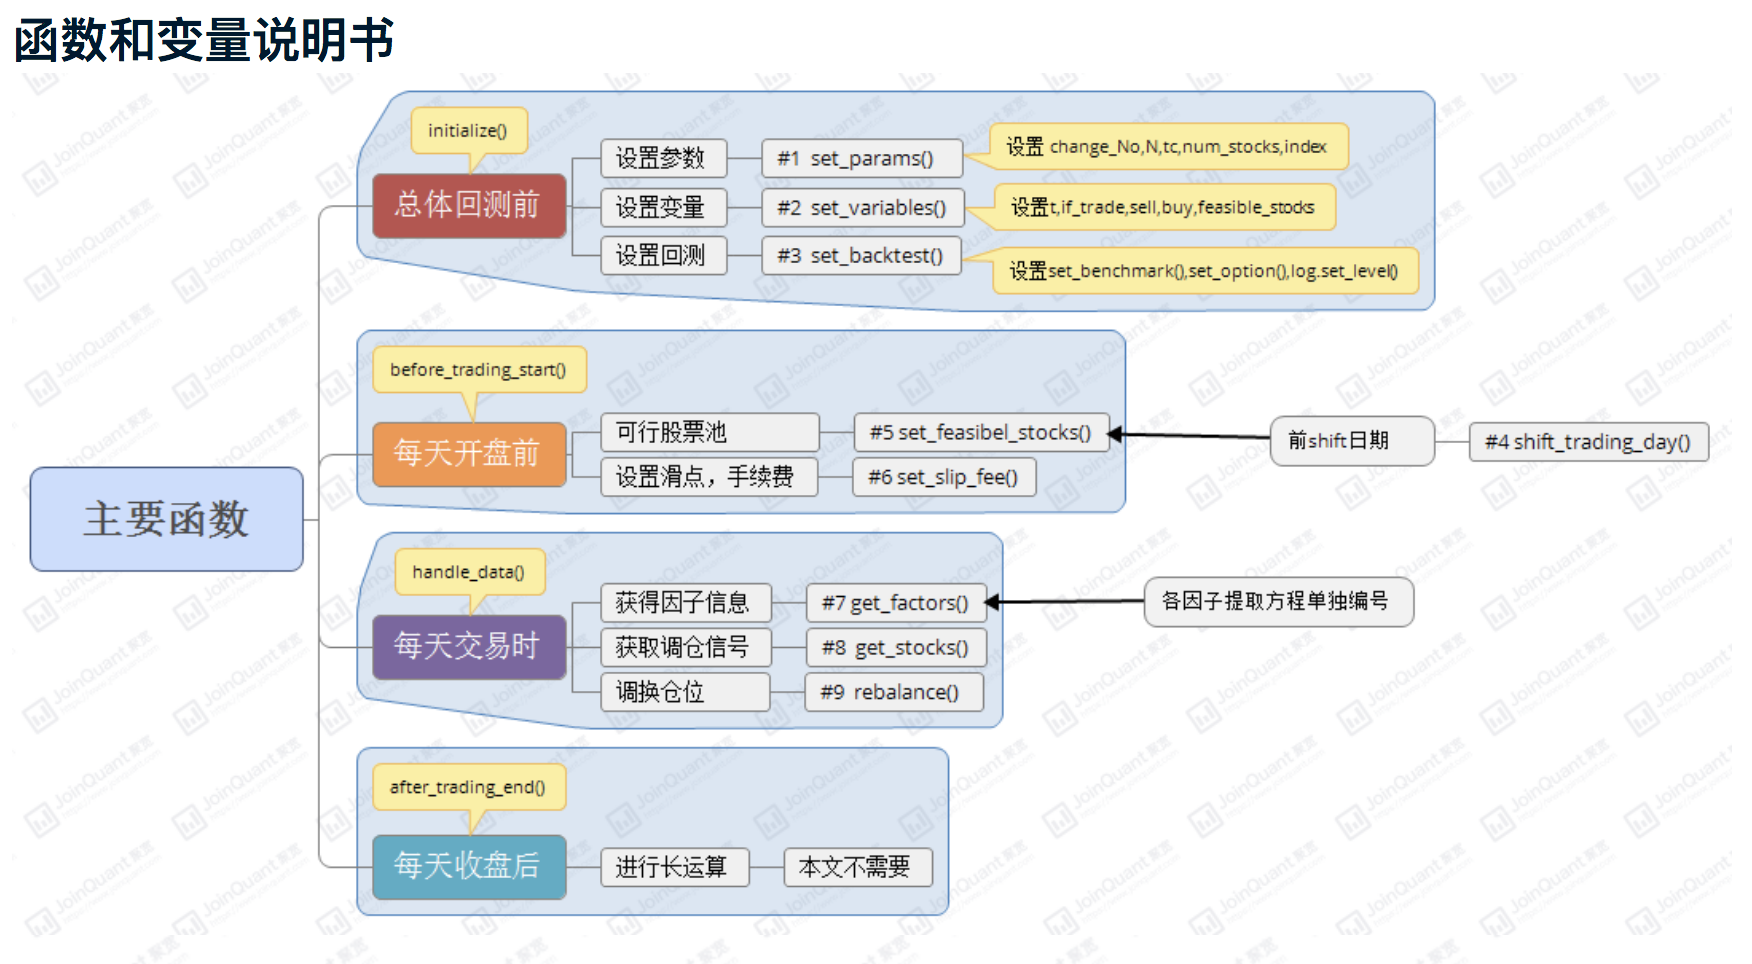 函数和变量说明书
initialize()
总体回测前
设置参数
#1 set_params()
设置 change_No,N,tc,num_stocks,index
设置变量
#2 set_variables()
设置t,if_trade,sell,buy,feasible_stods
设置回测
#3 set_backtest()
设置set_benchmark(),set_option(),log.set_level()
before_trading_start()
每天开盘前
可行股票池
#5 set_feasibel_stocks()
前shift日期
#4 shift_trading_day()
设置滑点，手续费
#6 set_slip_fee()
主要函数
handle_data()
每天交易时
获得因子信息
#7 get_factors()
各因子提取方程单独编号
获取调仓信号
#8 get_stocks()
调换仓位
#9 rebalance()
after_trading_end()
每天收盘后
进行长运算
本文不需要
JoinQuant 聚宽